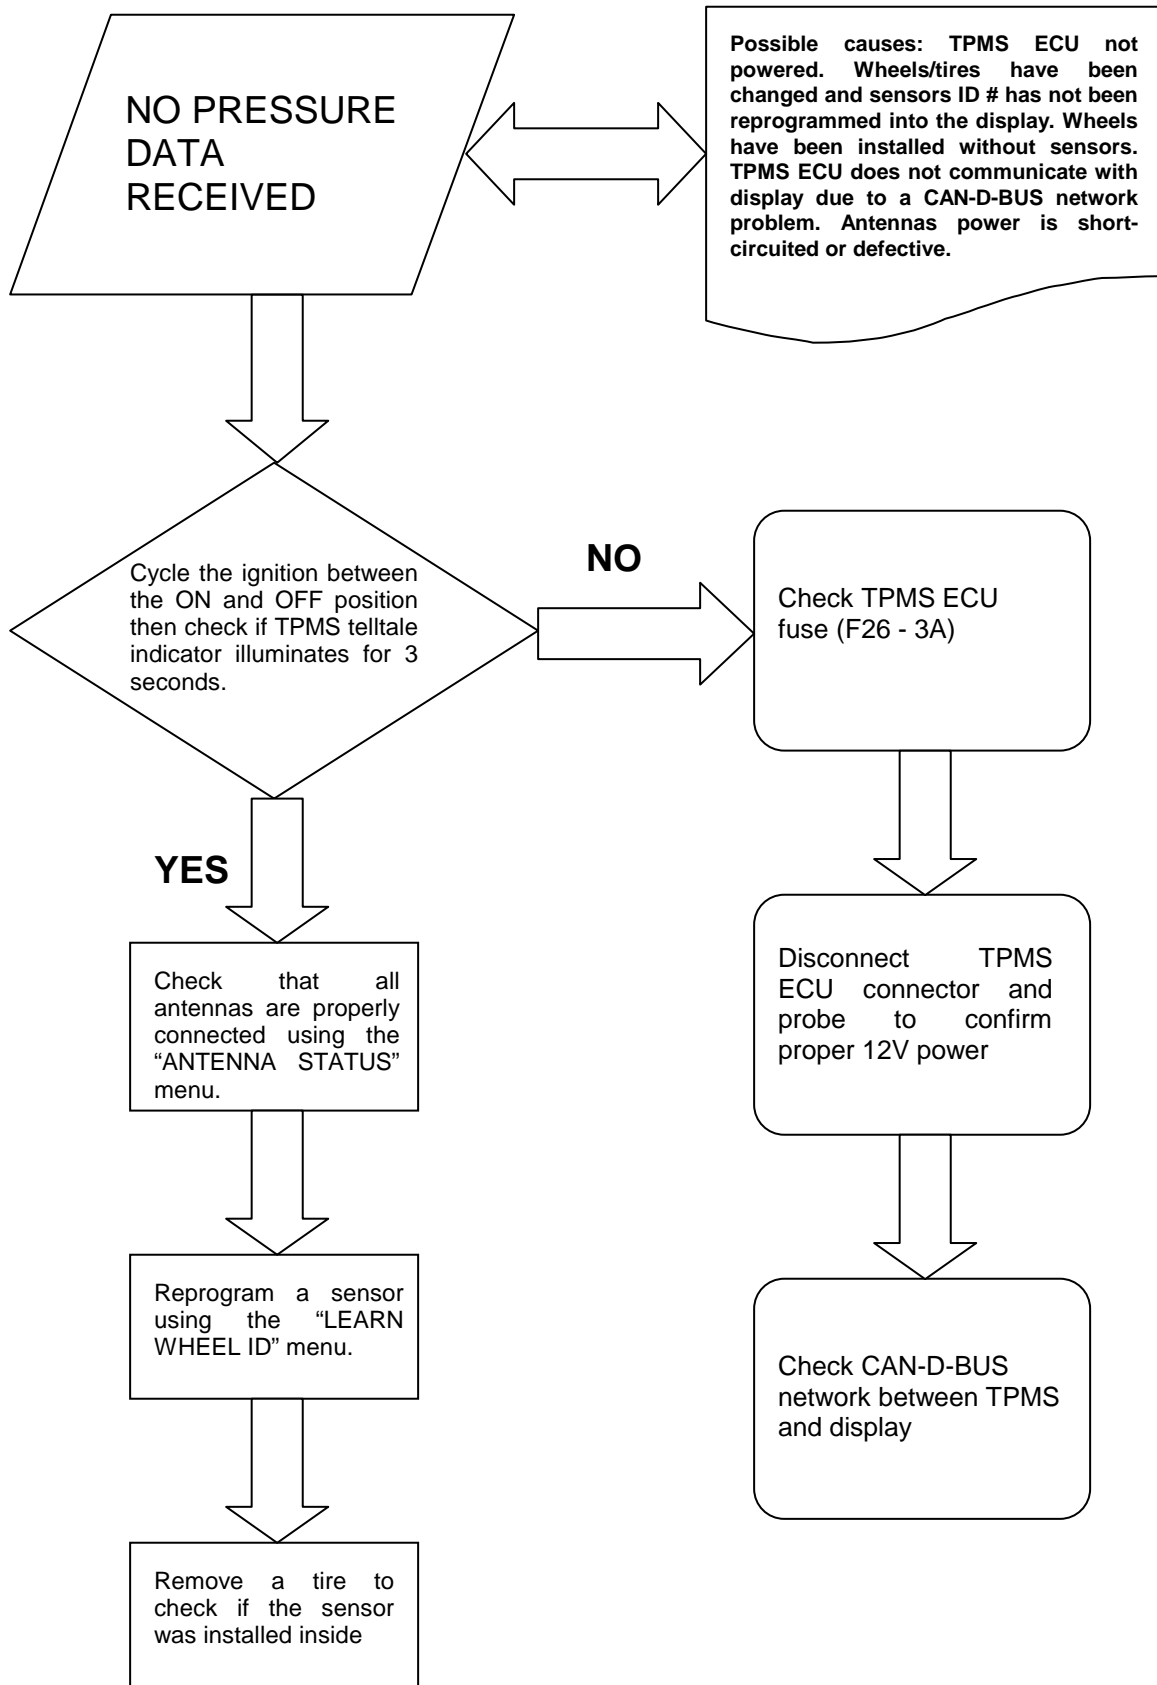 NO PRESSURE
DATA
RECEIVED
Possible causes: TPMS ECU not
powered. Wheels/tires have been
changed and sensors ID # has not been
reprogrammed into the display. Wheels
have been installed without sensors.
TPMS ECU does not communicate with
display due to a CAN-D-BUS network
problem. Antennas power is short-
circuited or defective.
Cycle the ignition between
the ON and OFF position
then check if TPMS telltale
indicator illuminates for 3
seconds.
NO
Check TPMS ECU
fuse (F26 - 3A)
YES
Disconnect TPMS
ECU connector and
probe to confirm
proper 12V power
Check that all
antennas are properly
connected using the
“ANTENNA STATUS”
menu.
Reprogram a sensor
using the “LEARN
WHEEL ID” menu.
Check CAN-D-BUS
network between TPMS
and display
Remove a tire to
check if the sensor
was installed inside